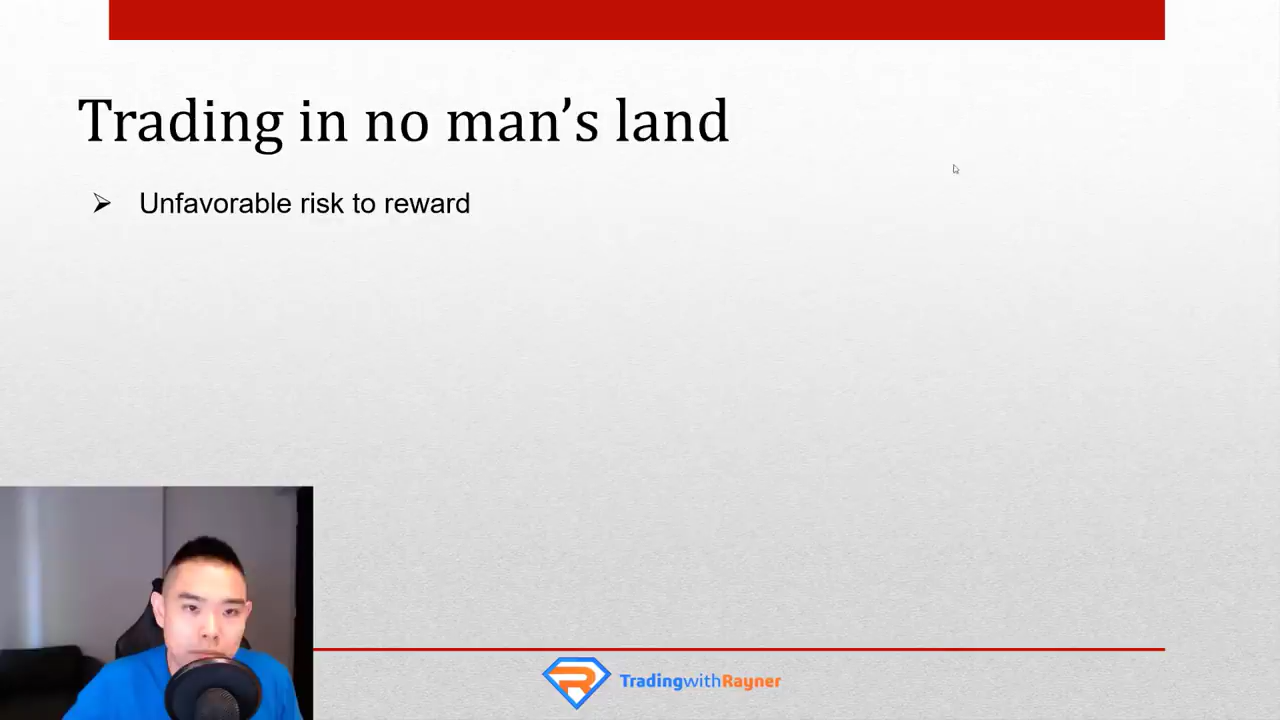 Trading in no man’s land
Unfavorable risk to reward
TradingwithRayner